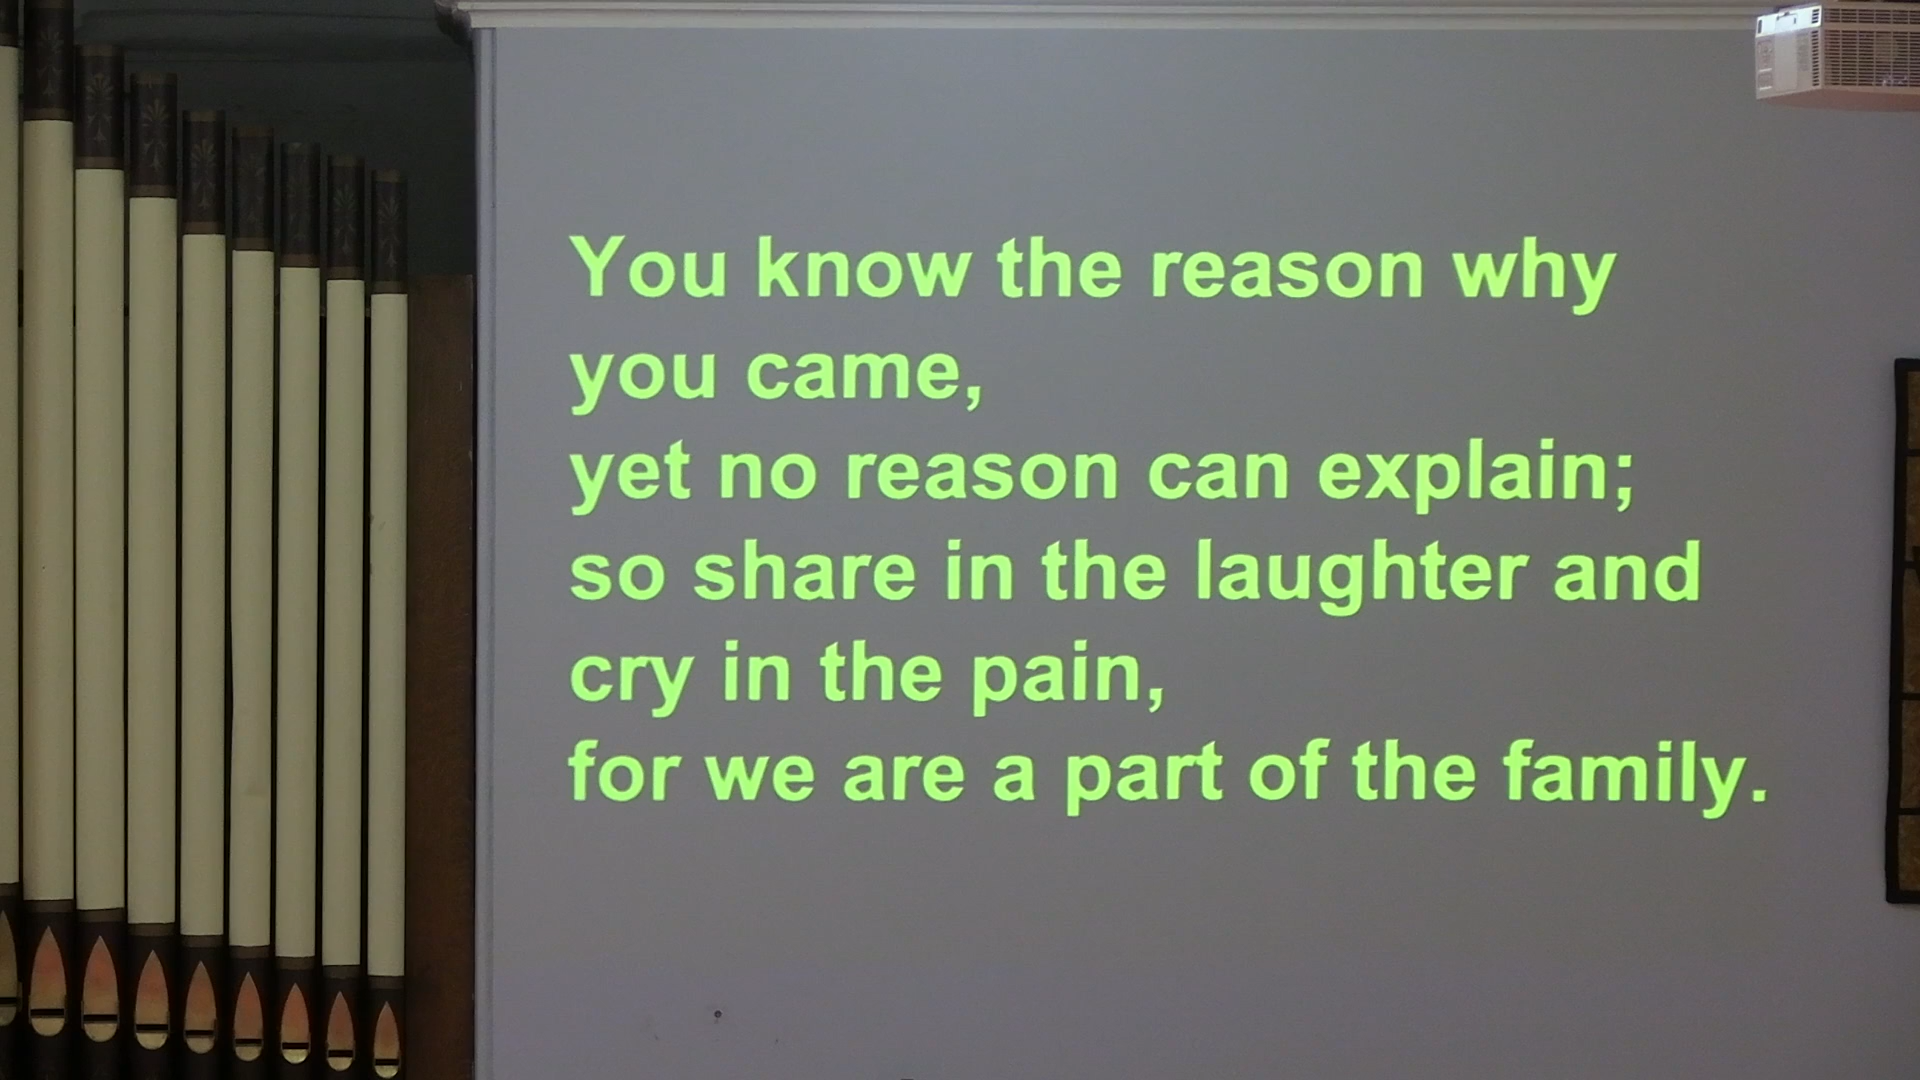 You know the reason why
you came,
yet no reason can explain;
so share in the laughter and
cry in the pain,
for we are a part of the family.